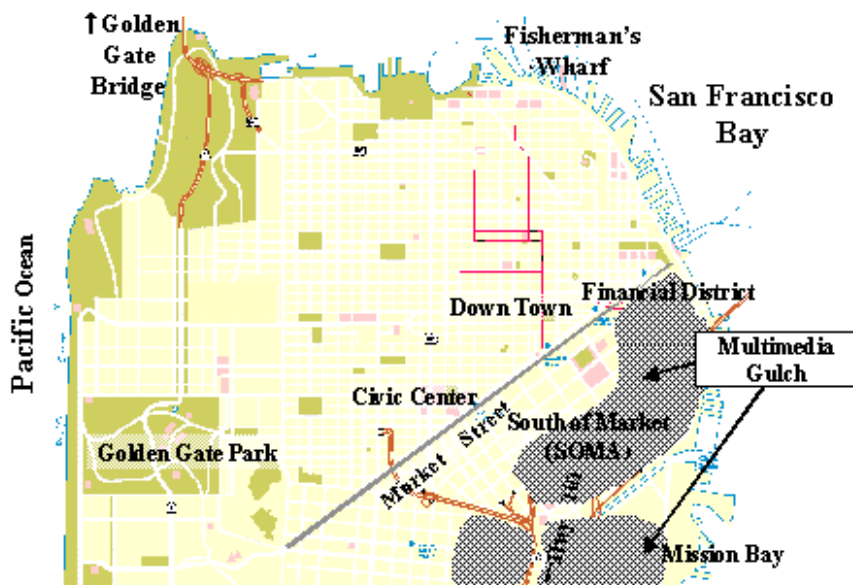 ↑Golden
Gate
Bridge
Fisherman's
Wharf
San Francisco
Bay
Pacific Ocean
Down Town
Financial District
Multimedia
Gulch
Civic Cenier
Market Street
South of Market
(SOMA)
Golden Gate Park
Mission Bay